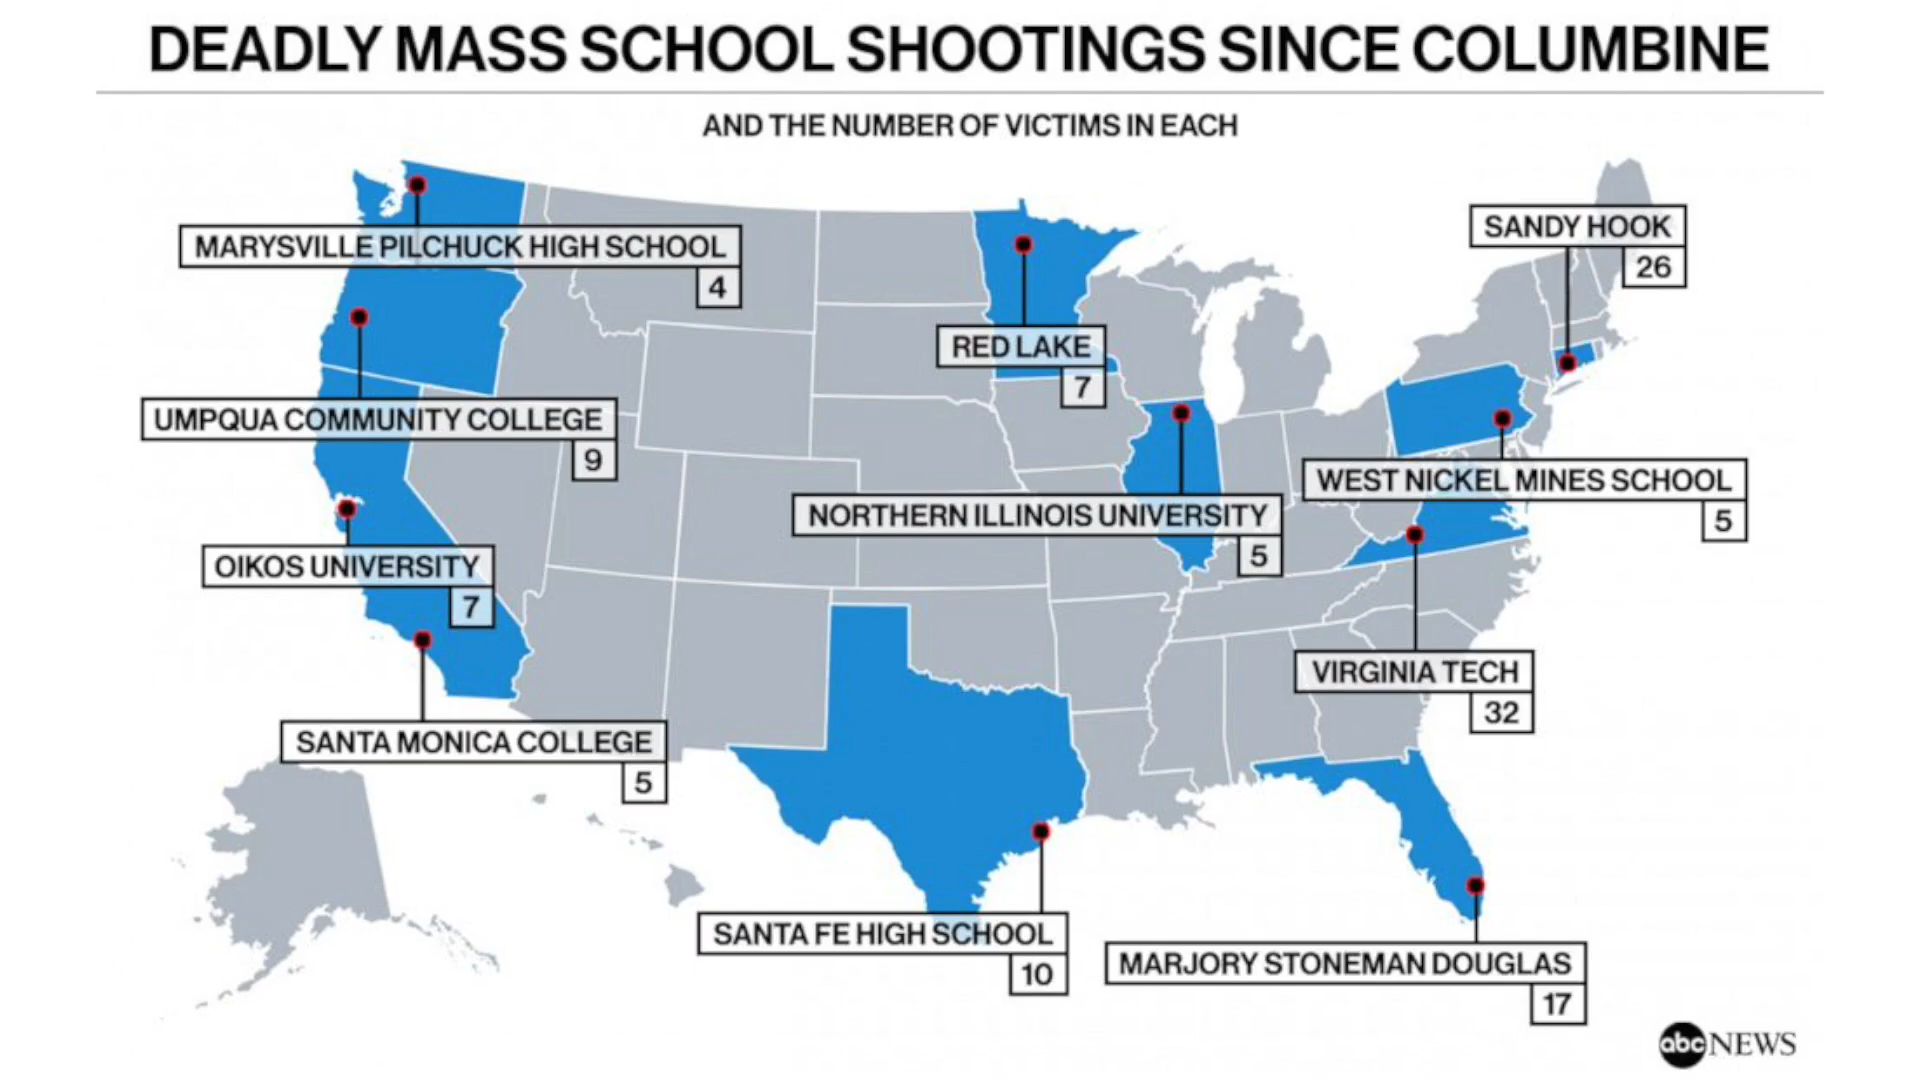 DEADLY MASS SCHOOL SHOOTINGS SINCE COLUMBINE
AND THE NUMBER OF VICTIMS IN EACH
MARYSVILLE PILCHUCK HIGH SCHOOL
4
SANDY HOOK
26
RED LAKE
7
UMPQUA COMMUNITY COLLEGE
9
WEST NICKEL MINES SCHOOL
5
NORTHERN ILLINOIS UNIVERSITY
5
OIKOS UNIVERSITY
7
VIRGINIA TECH
32
SANTA MONICA COLLEGE
5
SANTA FE HIGH SCHOOL
10
MARJORY STONEMAN DOUGLAS
17
abc NEWS